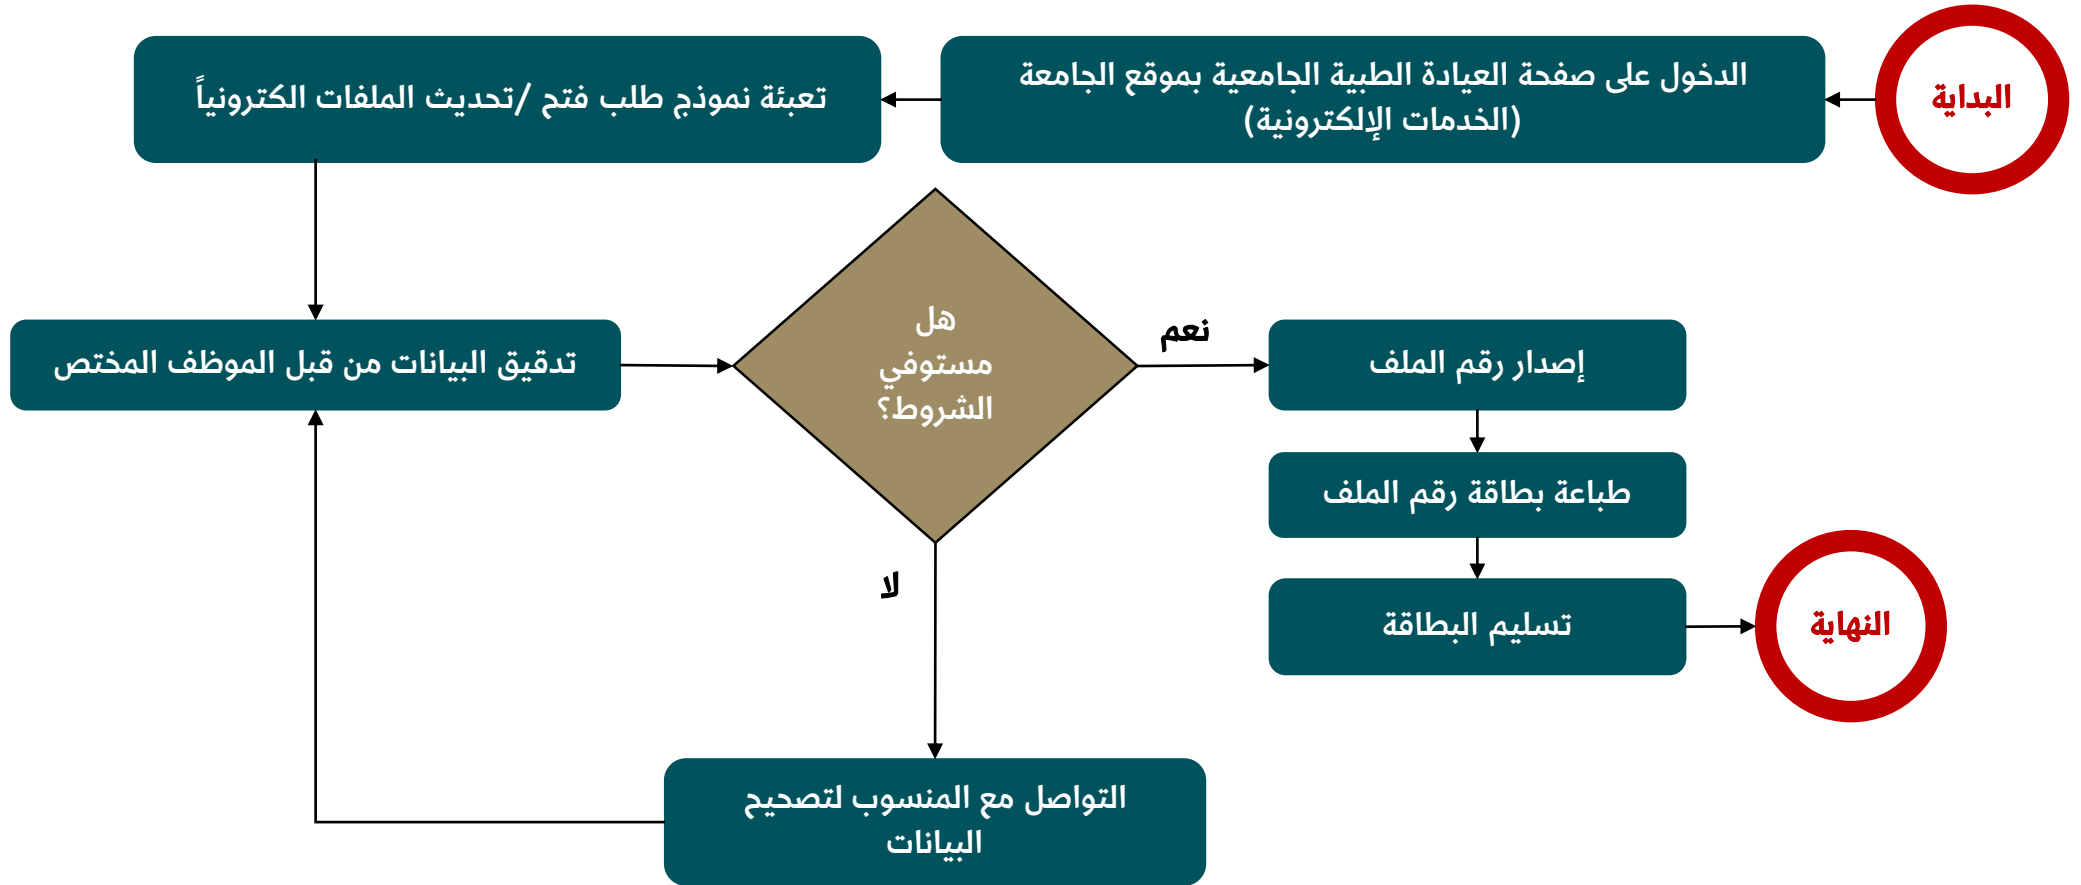 البداية
الدخول على صفحة العيادة الطبية الجامعية بموقع الجامعة
(الخدمات الإلكترونية)
تعبئة نموذج طلب فتح /تحديث الملفات الكترونياً
تدقيق البيانات من قبل الموظف المختص
هل
مستوفي
الشروط؟
نعم
إصدار رقم الملف
طباعة بطاقة رقم الملف
تسليم البطاقة
النهاية
لا
التواصل مع المنسوب لتصحيح
البيانات